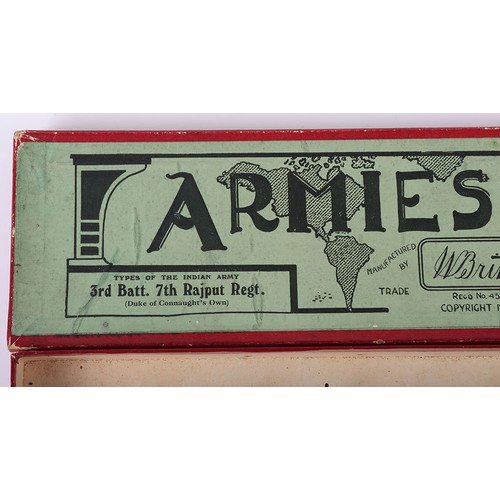 ARMIES
TYPES OF THE INDIAN ARMY
3rd Batt. 7th Rajput Regt.
(Duke of Connaught's Own)
MANUFACTURED
BY
TRADE
REGD No. 45
COPYRIGHT